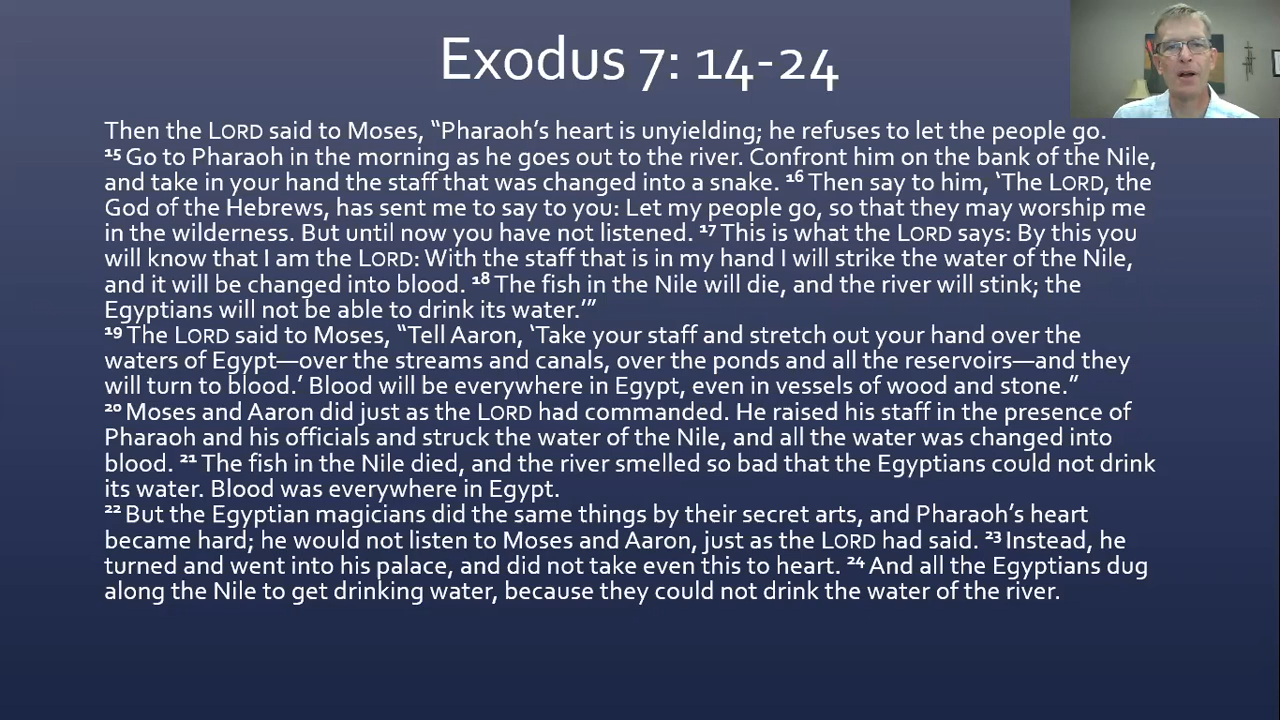 Exodus 7: 14-24
Then the LORD said to Moses, “Pharaoh’s heart is unyielding; he refuses to let the people go.
15 Go to Pharaoh in the morning as he goes out to the river. Confront him on the bank of the Nile,
and take in your hand the staff that was changed into a snake. 16 Then say to him, ‘The LORD, the
God of the Hebrews, has sent me to say to you: Let my people go, so that they may worship me
in the wilderness. But until now you have not listened. 17 This is what the LORD says: By this you
will know that I am the LORD: With the staff that is in my hand I will strike the water of the Nile,
and it will be changed into blood. 18 The fish in the Nile will die, and the river will stink; the
Egyptians will not be able to drink its water.’”
19 The LORD said to Moses, “Tell Aaron, ‘Take your staff and stretch out your hand over the
waters of Egypt—over the streams and canals, over the ponds and all the reservoirs—and they
will turn to blood.’ Blood will be everywhere in Egypt, even in vessels of wood and stone.”
20 Moses and Aaron did just as the LORD had commanded. He raised his staff in the presence of
Pharaoh and his officials and struck the water of the Nile, and all the water was changed into
blood. 21 The fish in the Nile died, and the river smelled so bad that the Egyptians could not drink
its water. Blood was everywhere in Egypt.
22 But the Egyptian magicians did the same things by their secret arts, and Pharaoh’s heart
became hard; he would not listen to Moses and Aaron, just as the LORD had said. 23 Instead, he
turned and went into his palace, and did not take even this to heart. 24 And all the Egyptians dug
along the Nile to get drinking water, because they could not drink the water of the river.